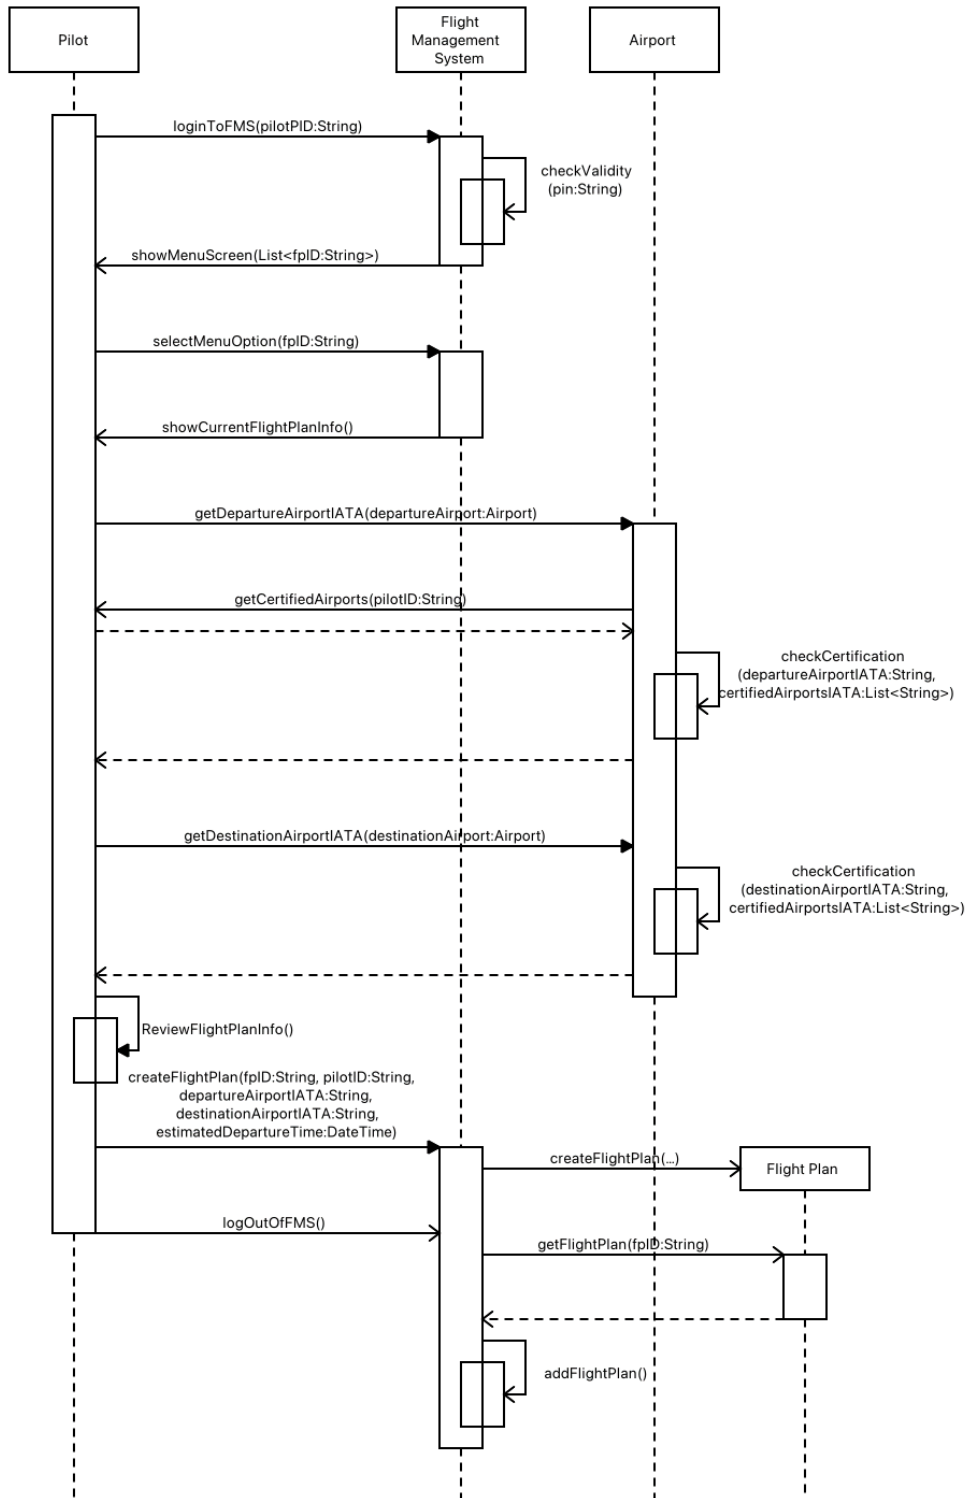 Pilot
Flight
Management
System
Airport
loginToFMS(pilotPID:String)
checkValidity
(pin:String)
showMenuScreen(List<fpID:String>)
selectMenuOption(fpID:String)
showCurrentFlightPlanInfo()
getDepartureAirportIATA(departureAirport:Airport)
getCertifiedAirports(pilotID:String)
checkCertification
(departureAirportIATA:String,
certifiedAirportsIATA:List<String>)
getDestinationAirportIATA(destinationAirport:Airport)
checkCertification
(destinationAirportIATA:String,
certifiedAirportsIATA:List<String>)
ReviewFlightPlanInfo()
createFlightPlan(fpID:String, pilotID:String,
departureAirportIATA:String,
destinationAirportIATA:String,
estimatedDepartureTime:DateTime)
createFlightPlan(...)
Flight Plan
logOutOfFMS()
getFlightPlan(fpID:String)
addFlightPlan()